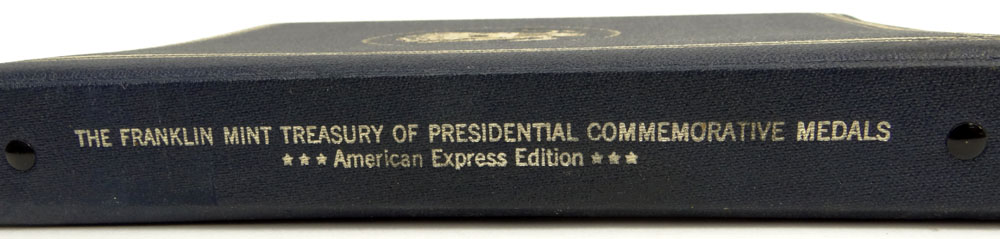 THE FRANKLIN MINT TREASURY OF PRESIDENTIAL COMMEMORATIVE MEDALS
★★★ American Express Edition ★★★